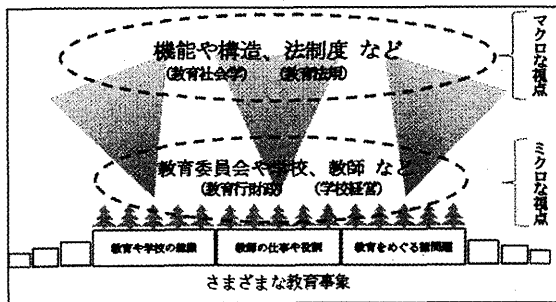 機能や構造、法制度 など
(教育社会学) (教育法規)
マクロな視点
教育委員会や学校、教師 など
(教育行財政) (学校経営)
ミクロな視点
教育や学校の組織 教師の仕事や役割 教育をめぐる諸問題
さまざまな教育事象